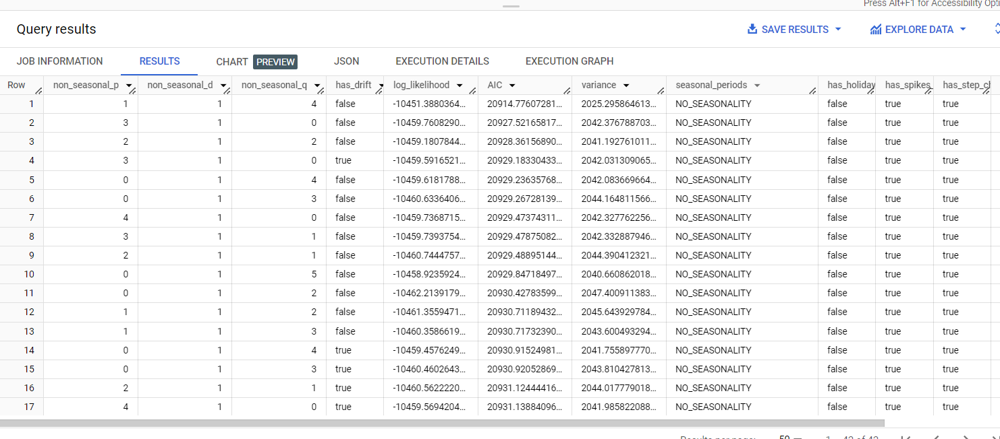 Press Alt+F1 for Accessibility Opti
Query results SAVE RESULTS EXPLORE DATA
JOB INFORMATION RESULTS CHART PREVIEW JSON EXECUTION DETAILS EXECUTION GRAPH
Row non_seasonal_p non_seasonal_d non_seasonal_q has_drift log_likelihood AIC variance seasonal_periods has_holiday has_spikes_ has_step_cl
1 1 1 4 false -10451.3880364... 20914.77607281... 2025.295864613... NO_SEASONALITY false true true
2 3 1 0 false -10459.7608290... 20927.52165817... 2042.376788703... NO_SEASONALITY false true true
3 2 1 2 false -10459.1807844... 20928.36156890... 2041.192761011... NO_SEASONALITY false true true
4 3 1 0 true -10459.5916521... 20929.18330433... 2042.031309065... NO_SEASONALITY false true true
5 0 1 4 false -10459.6181788... 20929.23635768... 2042.083669664... NO_SEASONALITY false true true
6 0 1 3 false -10460.6336406... 20929.26728139... 2044.164811566... NO_SEASONALITY false true true
7 4 1 0 false -10459.7368715... 20929.47374311... 2042.327762256... NO_SEASONALITY false true true
8 3 1 1 false -10459.7393754... 20929.47875082... 2042.332887946... NO_SEASONALITY false true true
9 2 1 1 false -10460.7444757... 20929.48895144... 2044.390412321... NO_SEASONALITY false true true
10 0 1 5 false -10458.9235924... 20929.84718497... 2040.660862018... NO_SEASONALITY false true true
11 0 1 2 false -10462.2139179... 20930.42783599... 2047.400911383... NO_SEASONALITY false true true
12 1 1 2 false -10461.3559471... 20930.71189432... 2045.643929784... NO_SEASONALITY false true true
13 1 1 3 false -10460.3586619... 20930.71732390... 2043.600493294... NO_SEASONALITY false true true
14 0 1 4 true -10459.4576249... 20930.91524981... 2041.755897770... NO_SEASONALITY false true true
15 0 1 3 true -10460.4602643... 20930.92052869... 2043.810427813... NO_SEASONALITY false true true
16 2 1 1 true -10460.5622220... 20931.12444416... 2044.017779018... NO_SEASONALITY false true true
17 4 1 0 true -10459.5694204... 20931.13884096... 2041.985822088... NO_SEASONALITY false true true
Results per page: 50